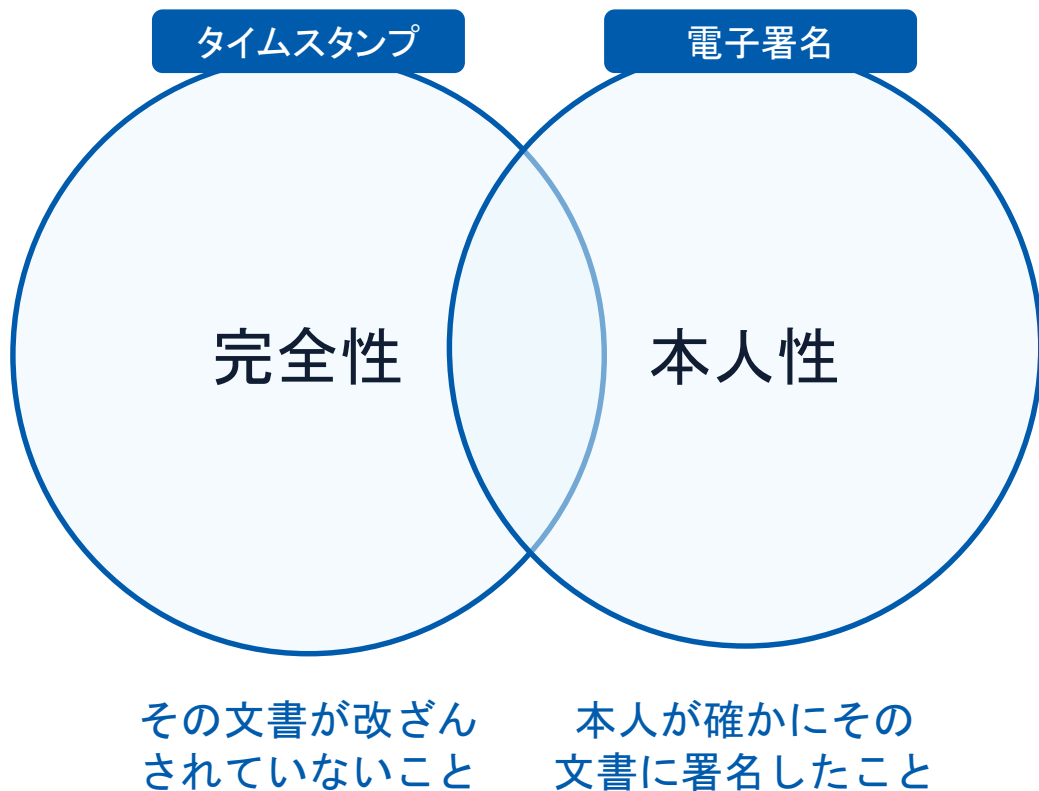 タイムスタンプ
電子署名
完全性
本人性
その文書が改ざん
されていないこと
本人が確かにその
文書に署名したこと